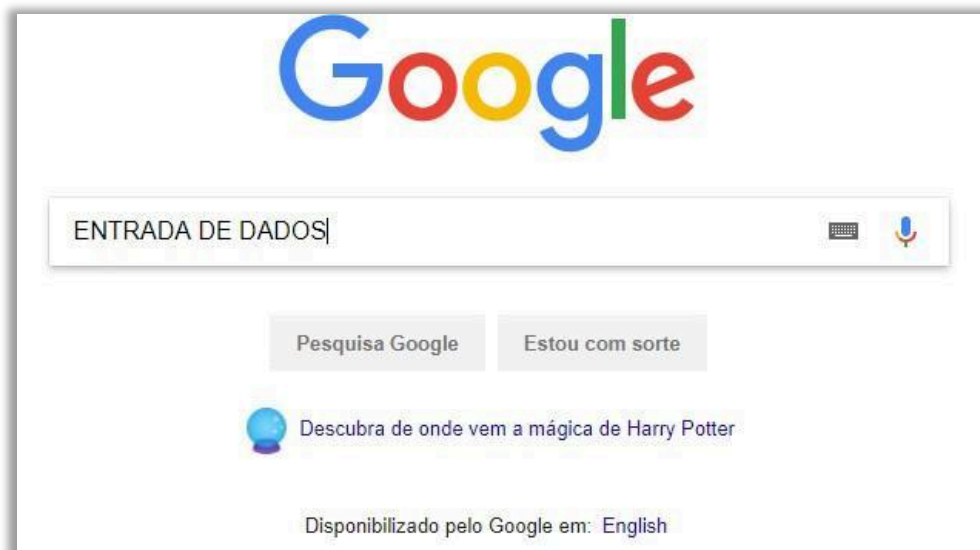 Google
ENTRADA DE DADOS
Pesquisa Google Estou com sorte
Descubra de onde vem a mágica de Harry Potter
Disponibilizado pelo Google em: English